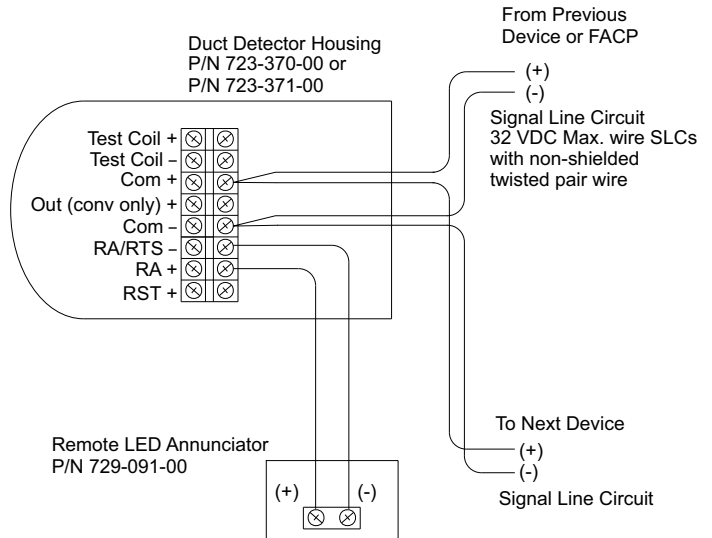 From Previous
Device or FACP
Duct Detector Housing
P/N 723-370-00 or
P/N 723-371-00
(+)
(-)
Signal Line Circuit
32 VDC Max. wire SLCs
with non-shielded
twisted pair wire
Test Coil +
Test Coil –
Com +
Out (conv only) +
Com –
RA/RTS –
RA +
RST +
To Next Device
(+)
(-)
Signal Line Circuit
Remote LED Annunciator
P/N 729-091-00
(+) (-)